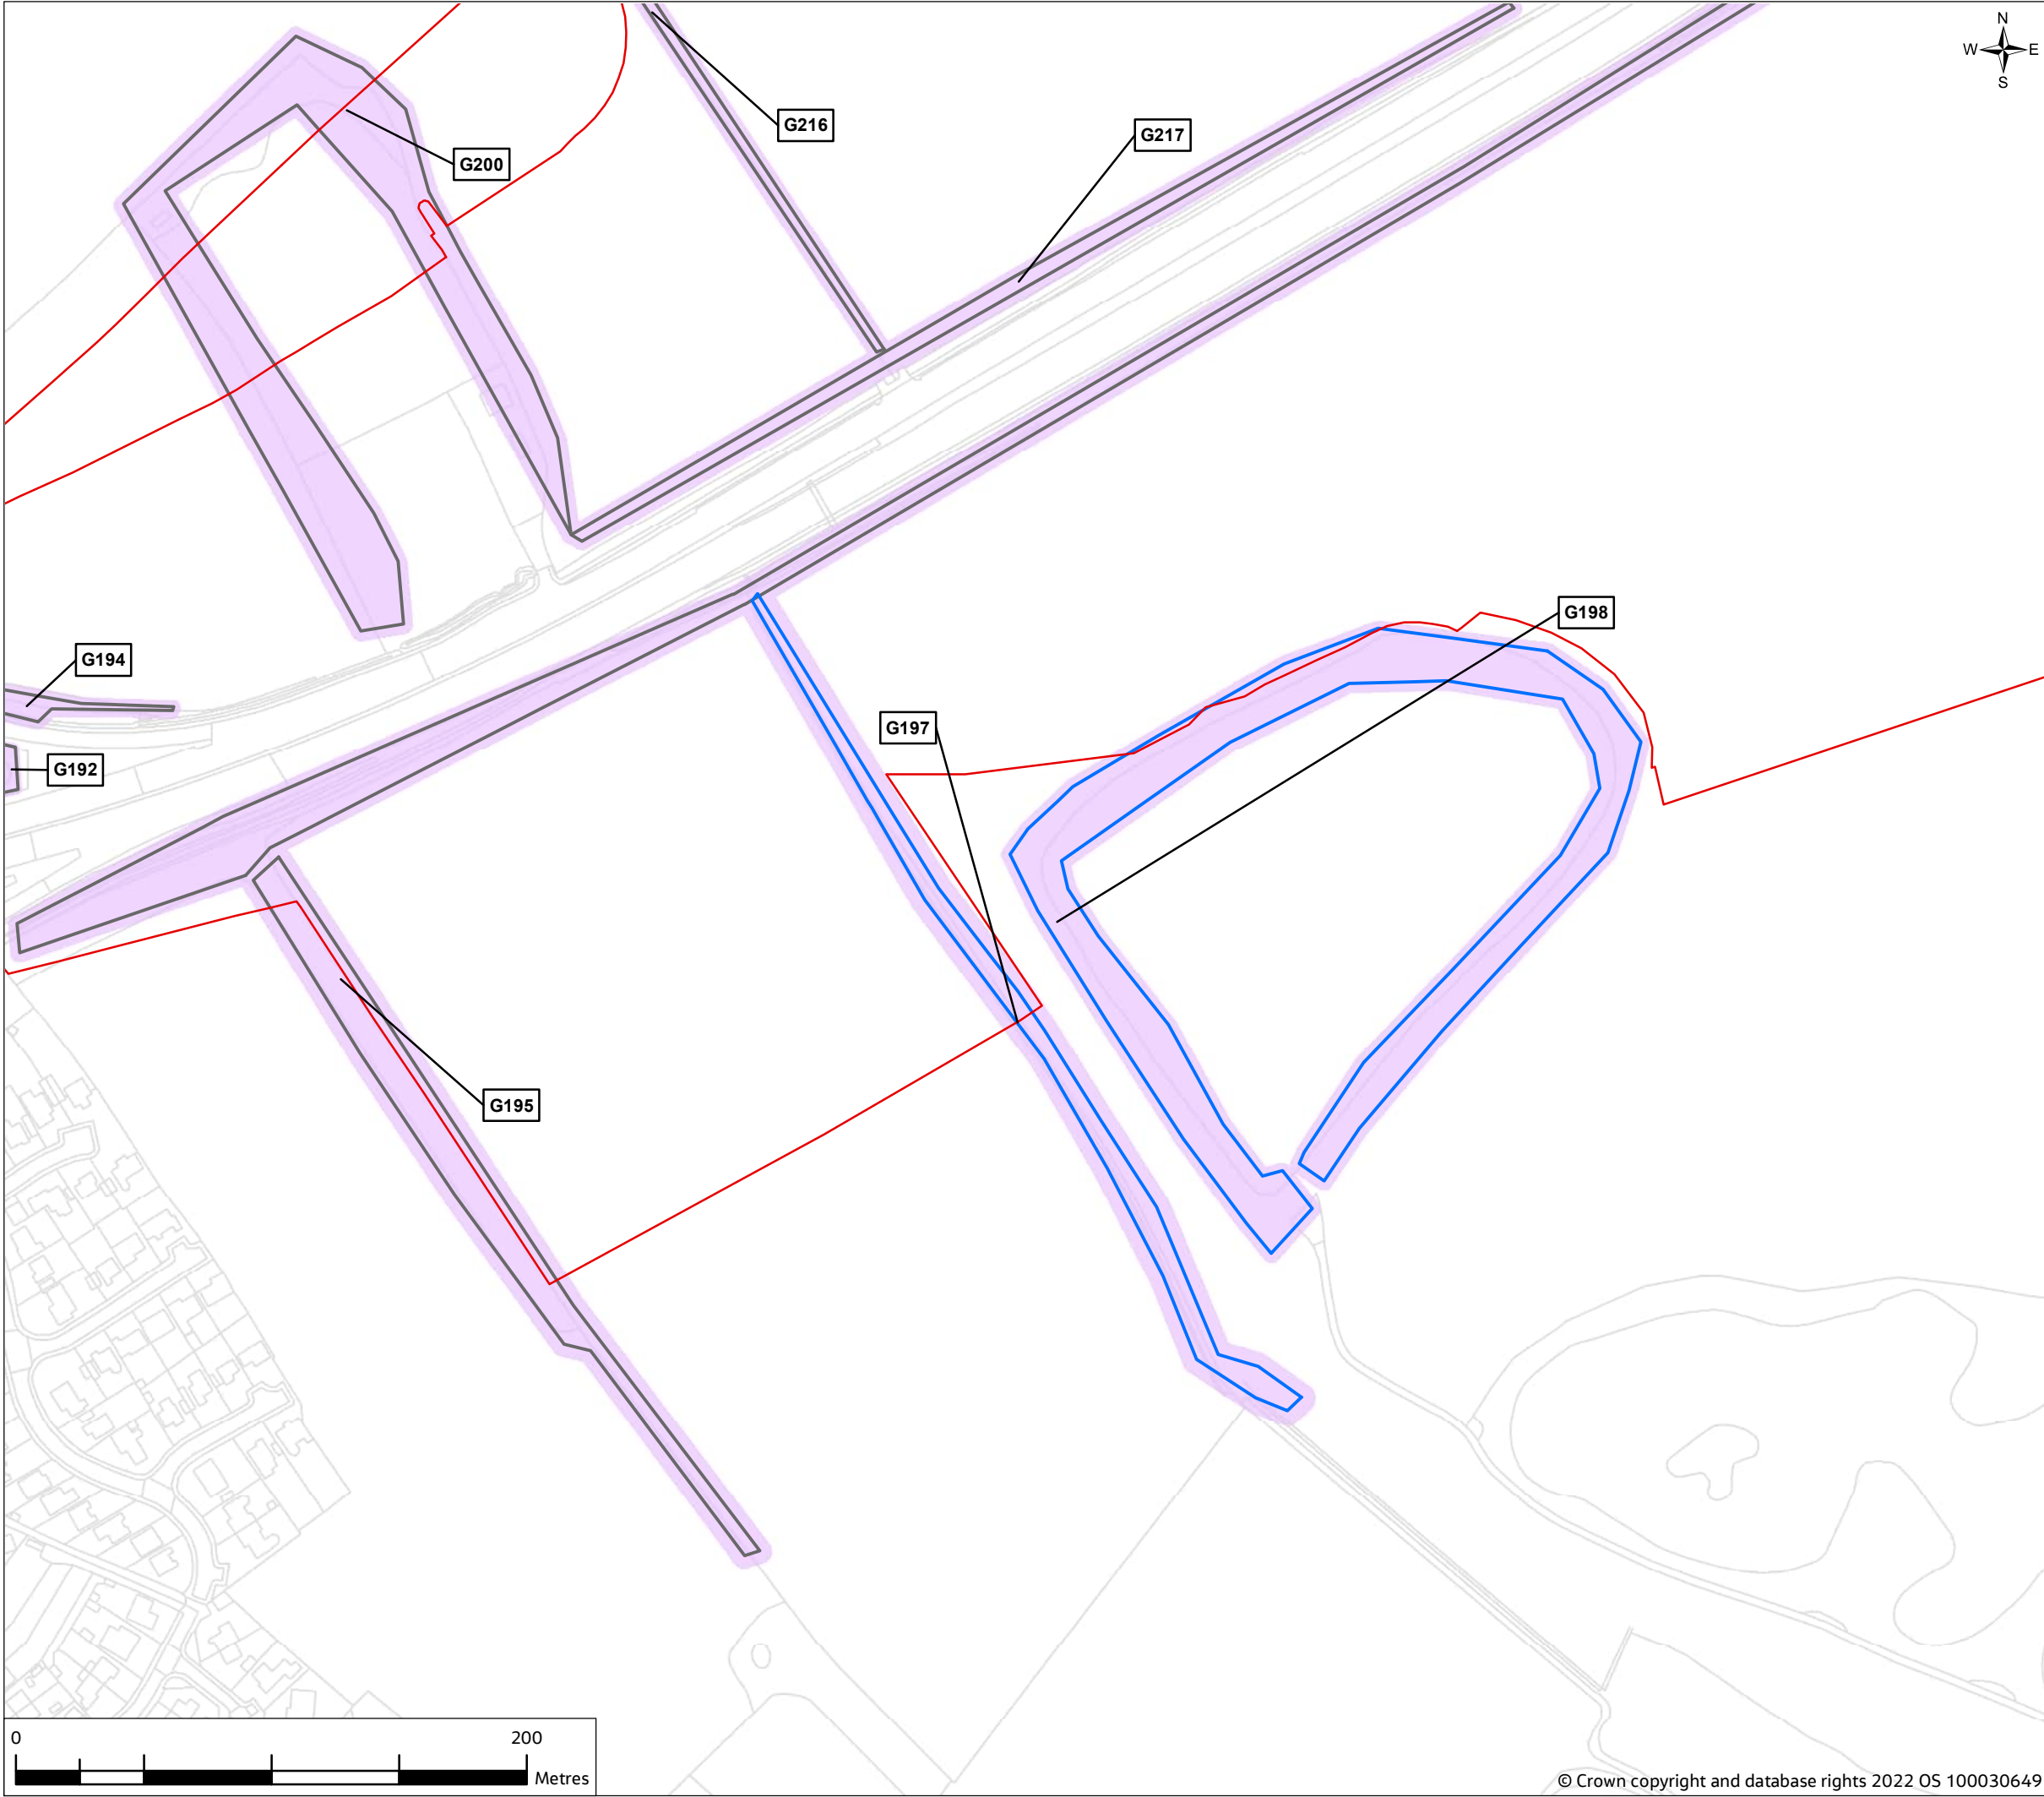 N
W E
S
G216
G217
G200
G198
G194
G197
G192
G195
0 200
Metres
© Crown copyright and database rights 2022 OS 100030649